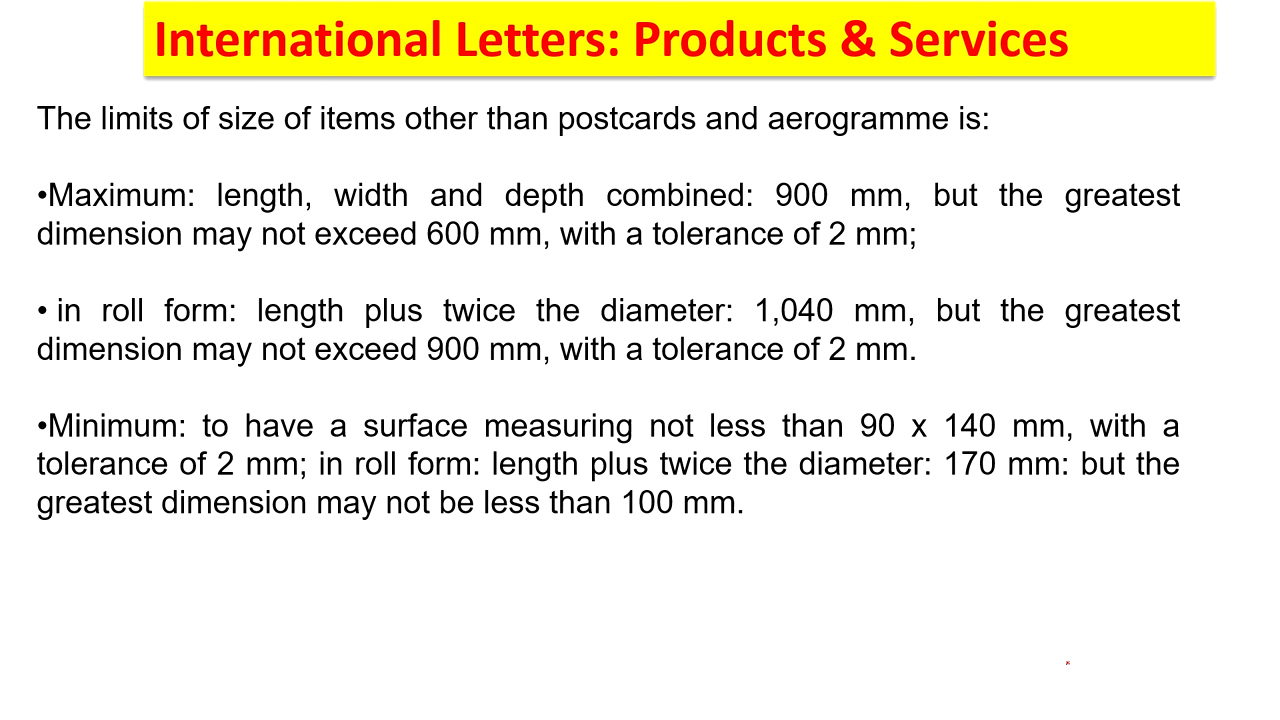 International Letters: Products & Services
The limits of size of items other than postcards and aerogramme is:
•Maximum: length, width and depth combined: 900 mm, but the greatest
dimension may not exceed 600 mm, with a tolerance of 2 mm;
• in roll form: length plus twice the diameter: 1,040 mm, but the greatest
dimension may not exceed 900 mm, with a tolerance of 2 mm.
•Minimum: to have a surface measuring not less than 90 x 140 mm, with a
tolerance of 2 mm; in roll form: length plus twice the diameter: 170 mm: but the
greatest dimension may not be less than 100 mm.